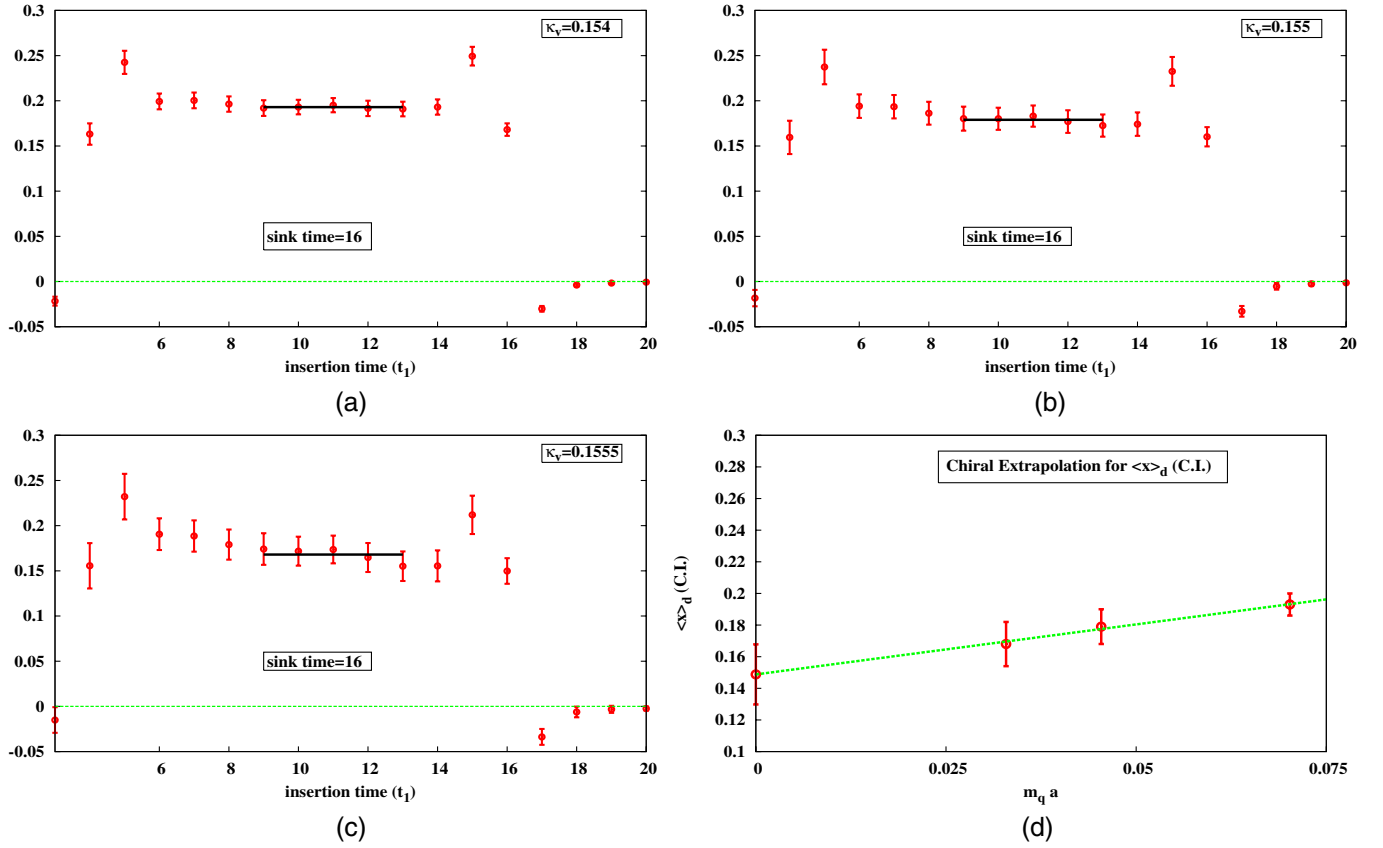 0.3
0.25
0.2
0.15
0.1
0.05
0
-0.05
κv=0.154
sink time=16
6 8 10 12 14 16 18 20
insertion time (t1)
(a)
0.3
0.25
0.2
0.15
0.1
0.05
0
-0.05
κv=0.155
sink time=16
6 8 10 12 14 16 18 20
insertion time (t1)
(b)
0.3
0.25
0.2
0.15
0.1
0.05
0
-0.05
κv=0.1555
sink time=16
6 8 10 12 14 16 18 20
insertion time (t1)
(c)
0.3
0.28
0.26
0.24
0.22
0.2
0.18
0.16
0.14
0.12
0.1
<x>d (C.I.)
Chiral Extrapolation for <x>d (C.I.)
0 0.025 0.05 0.075
mq a
(d)